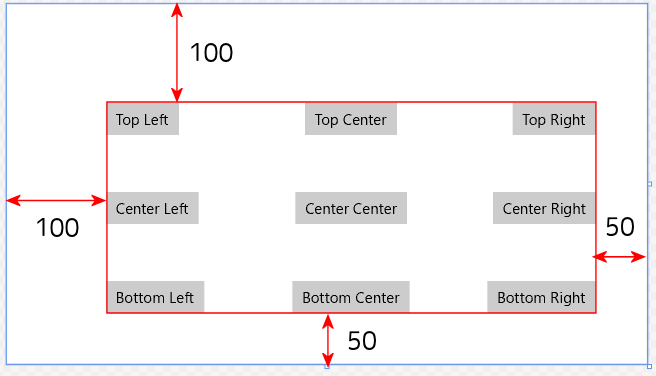 100
Top Left
Top Center
Top Right
Center Left
Center Center
Center Right
100
50
Bottom Left
Bottom Center
Bottom Right
50